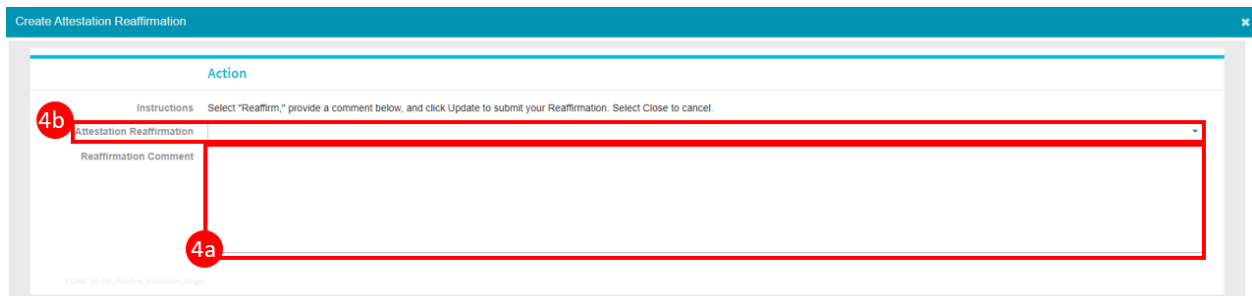 Create Attestation Reaffirmation
Action
Instructions Select "Reaffirm," provide a comment below, and click Update to submit your Reaffirmation. Select Close to cancel.
4b
Attestation Reaffirmation
Reaffirmation Comment
4a